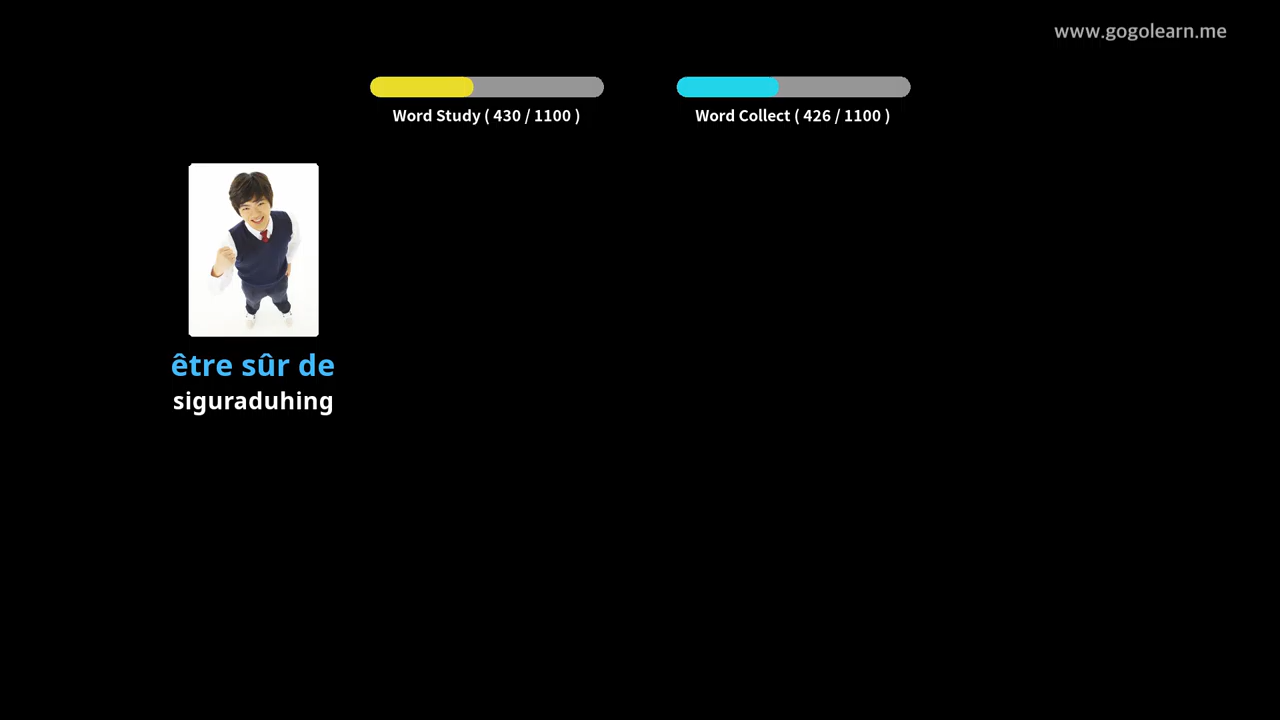 www.gogolearn.me
Word Study ( 430 / 1100 )
Word Collect ( 426 / 1100 )
être sûr de
siguraduhing